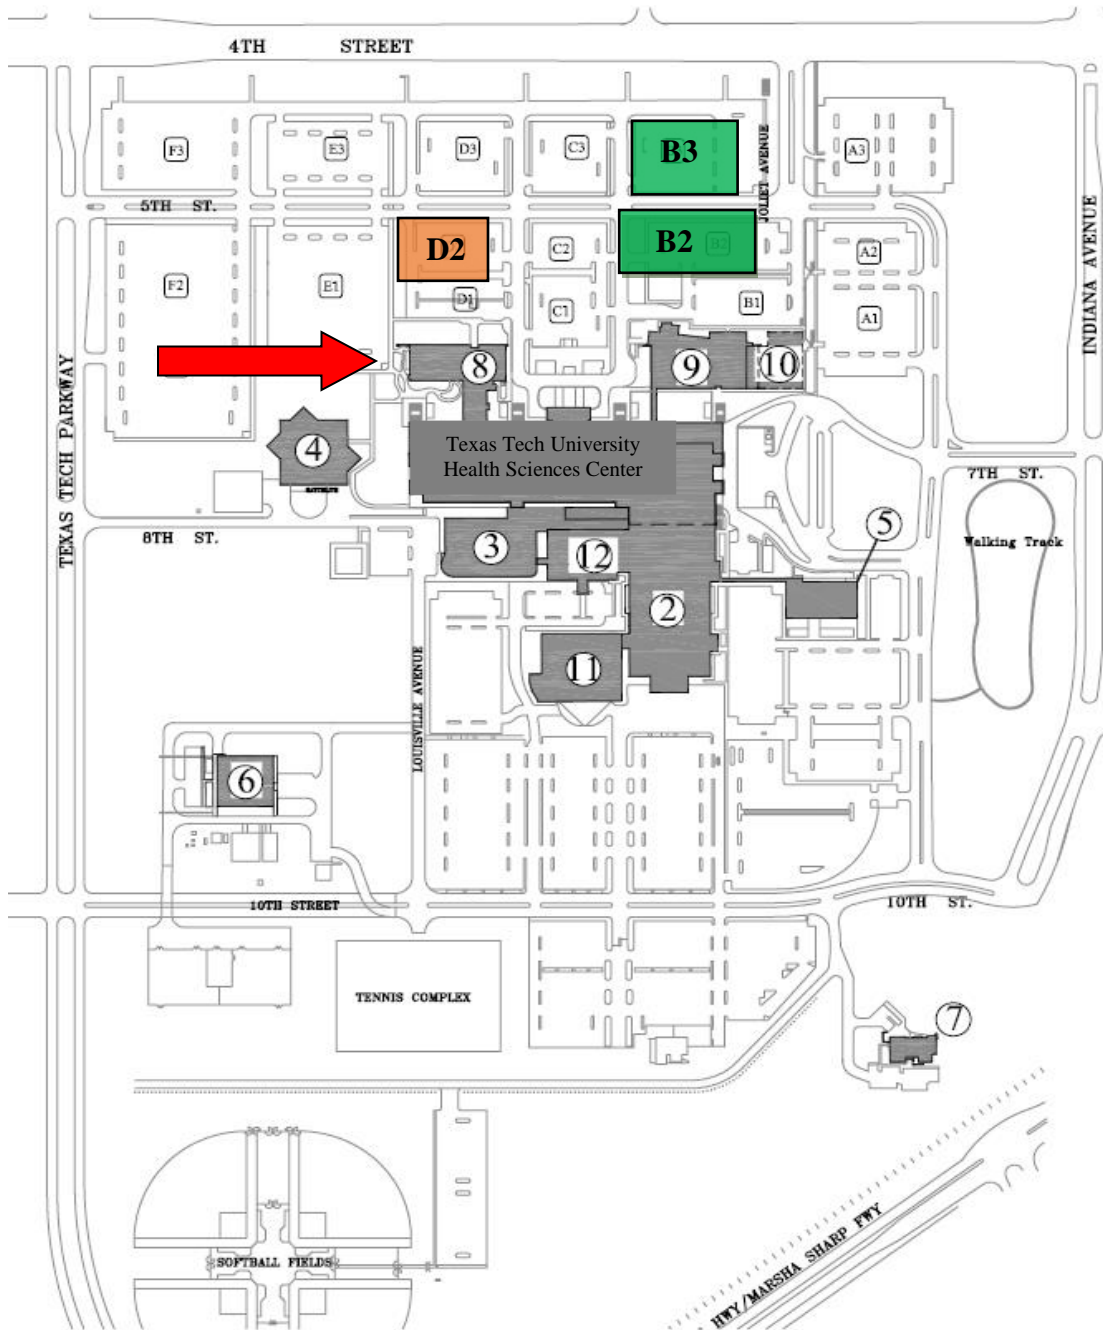 4TH STREET
F3
E3
D3
C3
B3
A3
JOLIET AVENUE
INDIANA AVENUE
5TH ST.
F2
E1
D2
D1
C2
C1
B2
B2
B1
A2
A1
8
9
10
4
Texas Tech University
Health Sciences Center
TEXAS TECH PARKWAY
7TH ST.
8TH ST.
5
Walking Track
3
12
2
11
LOUISVILLE AVENUE
6
10TH STREET
10TH ST.
TENNIS COMPLEX
7
SOFTBALL FIELDS
HWY/MARSHA SHARP FWY